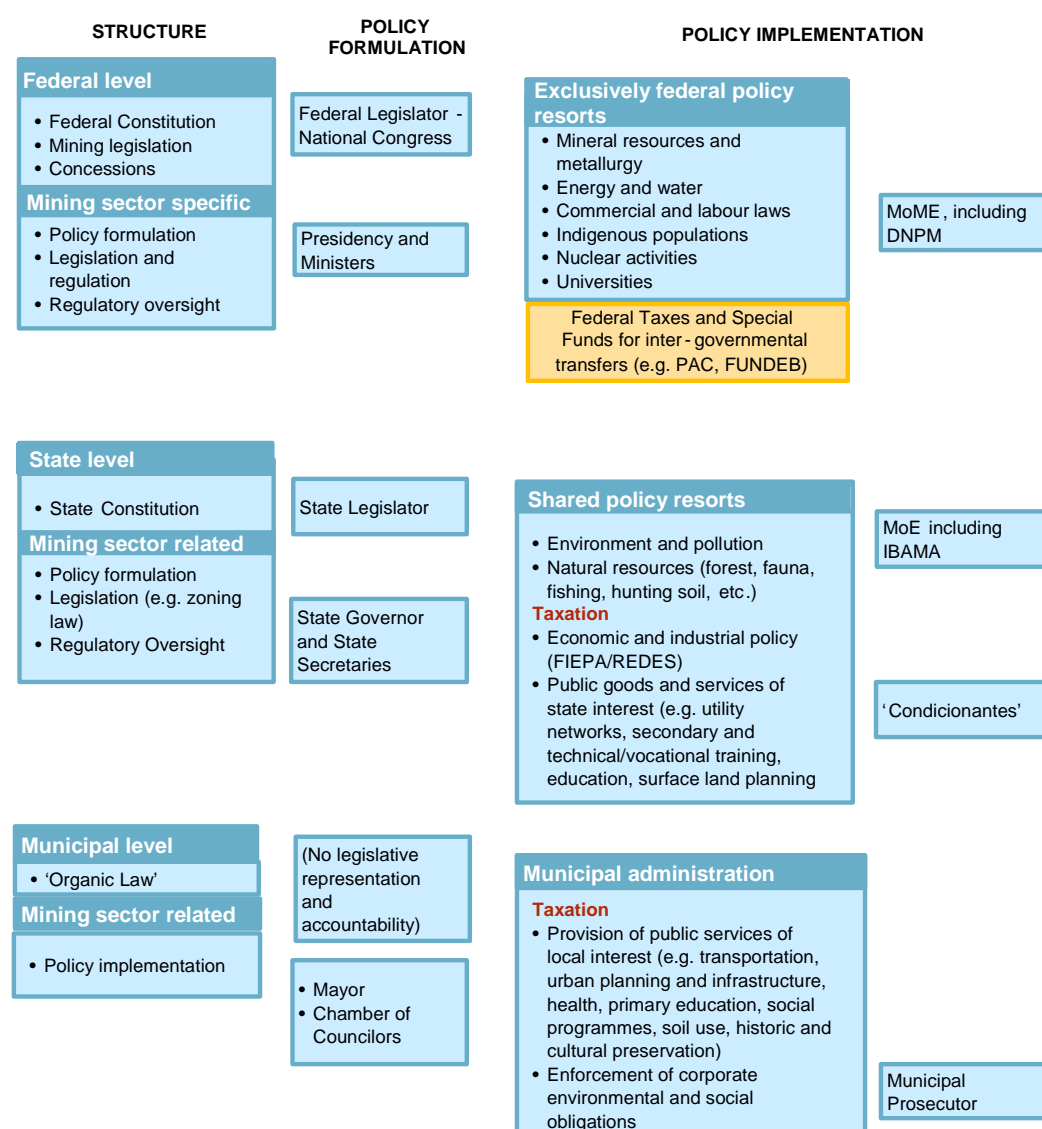 STRUCTURE
POLICY
FORMULATION
POLICY IMPLEMENTATION
Federal level
• Federal Constitution
• Mining legislation
• Concessions
Mining sector specific
• Policy formulation
• Legislation and
regulation
• Regulatory oversight
Federal Legislator -
National Congress
Presidency and
Ministers
Exclusively federal policy
resorts
• Mineral resources and
metallurgy
• Energy and water
• Commercial and labour laws
• Indigenous populations
• Nuclear activities
• Universities
Federal Taxes and Special
Funds for inter - governmental
transfers (e.g. PAC, FUNDEB)
MoME , including
DNPM
State level
• State Constitution
Mining sector related
• Policy formulation
• Legislation (e.g. zoning
law)
• Regulatory Oversight
State Legislator
State Governor
and State
Secretaries
Shared policy resorts
• Environment and pollution
• Natural resources (forest, fauna,
fishing, hunting soil, etc.)
Taxation
• Economic and industrial policy
(FIEPA/REDES)
• Public goods and services of
state interest (e.g. utility
networks, secondary and
technical/vocational training,
education, surface land planning
MoE including
IBAMA
‘Condicionantes’
Municipal level
• ‘Organic Law’
Mining sector related
• Policy implementation
(No legislative
representation
and
accountability)
• Mayor
• Chamber of
Councilors
Municipal administration
Taxation
• Provision of public services of
local interest (e.g. transportation,
urban planning and infrastructure,
health, primary education, social
programmes, soil use, historic and
cultural preservation)
• Enforcement of corporate
environmental and social
obligations
Municipal
Prosecutor